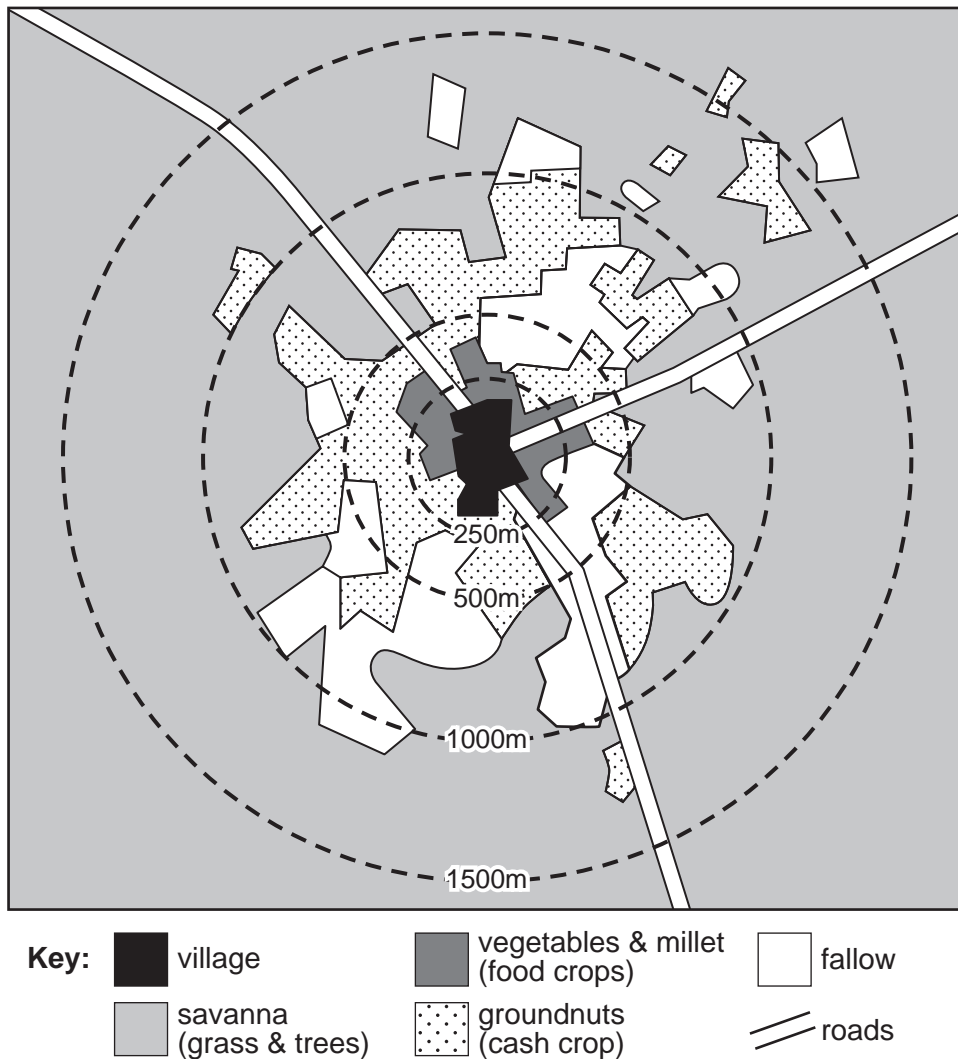 250m
500m
1000m
1500m
Key:
village
vegetables & millet
(food crops)
fallow
savanna
(grass & trees)
groundnuts
(cash crop)
roads